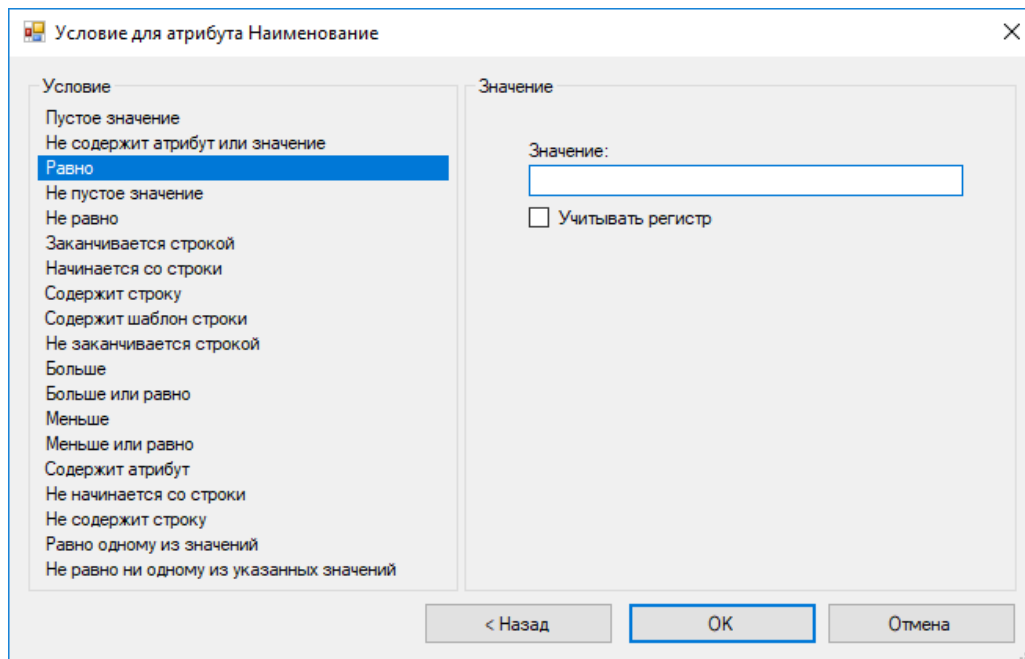 Условие для атрибута Наименование
Условие
Пустое значение
Не содержит атрибут или значение
Равно
Не пустое значение
Не равно
Заканчивается строкой
Начинается со строки
Содержит строку
Содержит шаблон строки
Не заканчивается строкой
Больше
Больше или равно
Меньше
Меньше или равно
Содержит атрибут
Не начинается со строки
Не содержит строку
Равно одному из значений
Не равно ни одному из указанных значений
Значение
Значение:
Учитывать регистр
< Назад
OK
Отмена